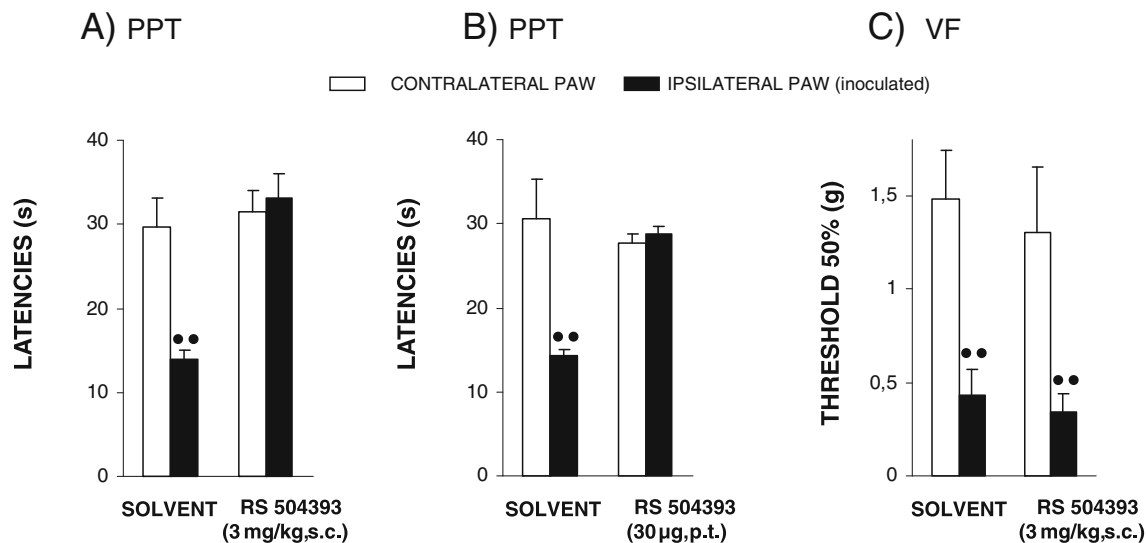 A) PPT
B) PPT
C) VF
CONTRALATERAL PAW
IPSILATERAL PAW (inoculated)
LATENCIES (s)
40
30
20
10
0
SOLVENT
RS 504393
(3 mg/kg,s.c.)
LATENCIES (s)
40
30
20
10
0
SOLVENT
RS 504393
(30 µg,p.t.)
THRESHOLD 50% (g)
1,5
1
0,5
0
SOLVENT
RS 504393
(3 mg/kg,s.c.)